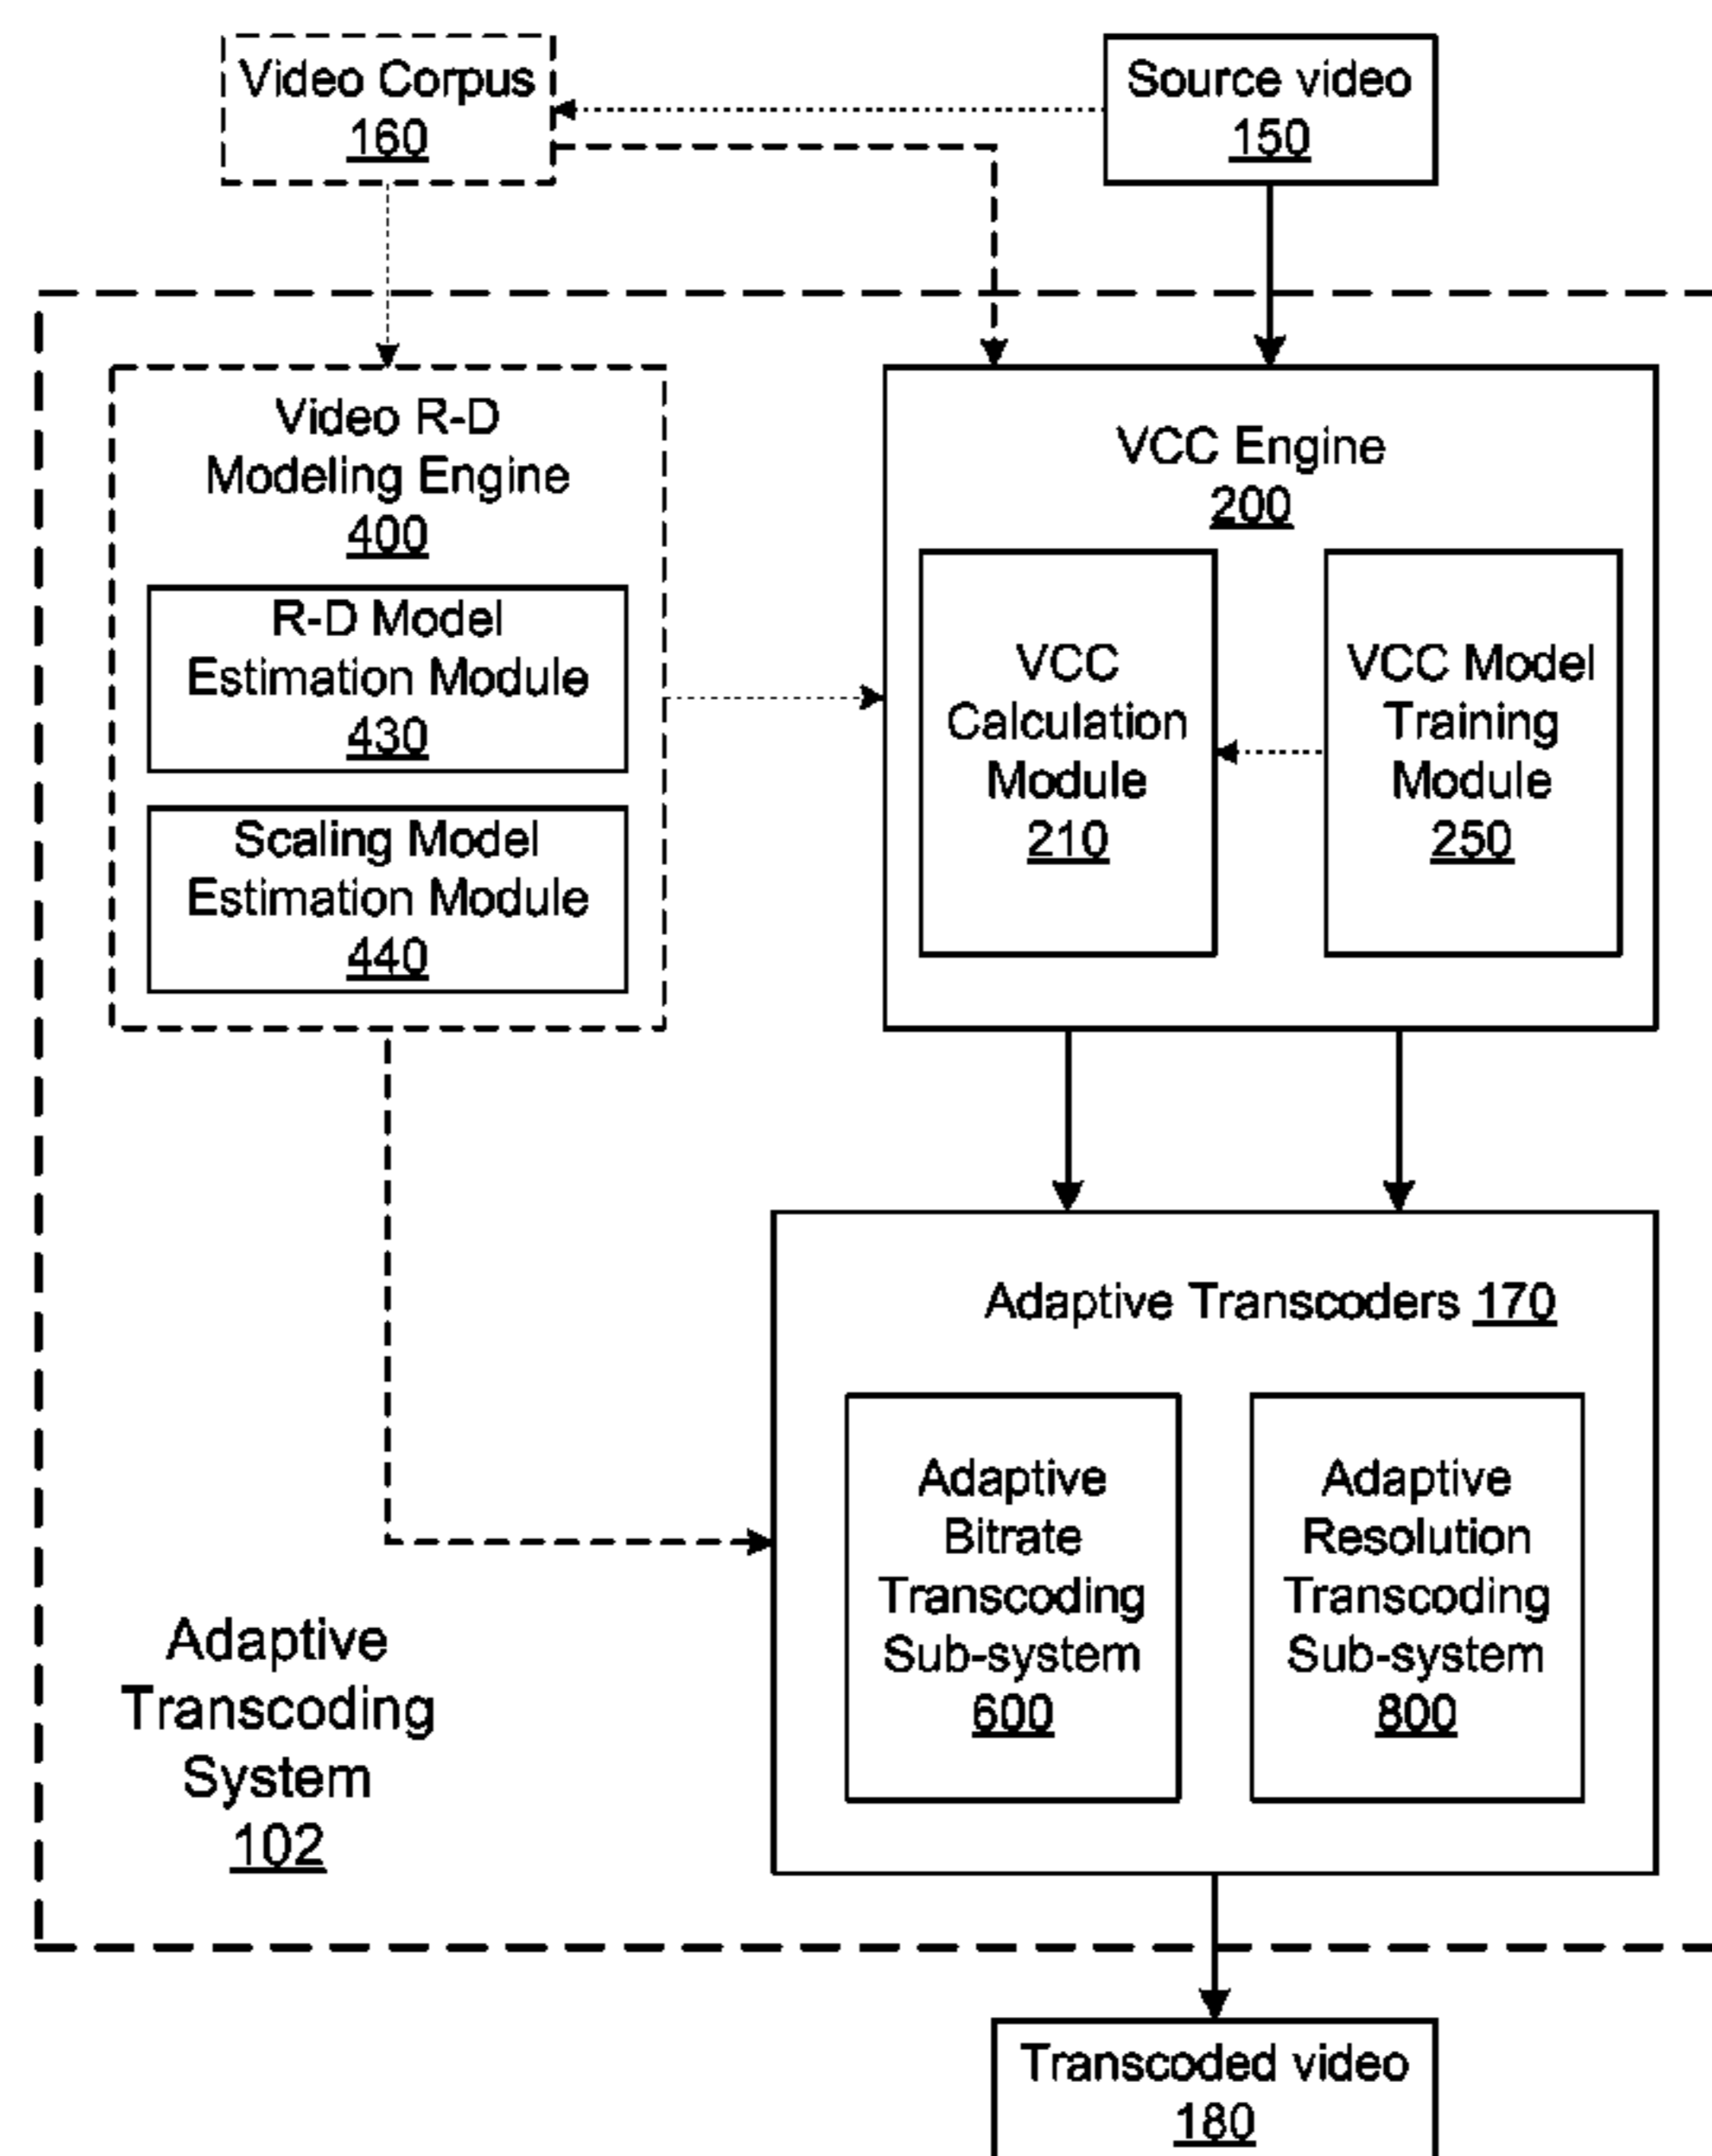 Video Corpus
160
Source video
150
Video R-D
Modeling Engine
400
R-D Model
Estimation Module
430
Scaling Model
Estimation Module
440
VCC Engine
200
VCC
Calculation
Module
210
VCC Model
Training
Module
250
Adaptive Transcoders 170
Adaptive
Bitrate
Transcoding
Sub-system
600
Adaptive
Resolution
Transcoding
Sub-system
800
Adaptive
Transcoding
System
102
Transcoded video
180